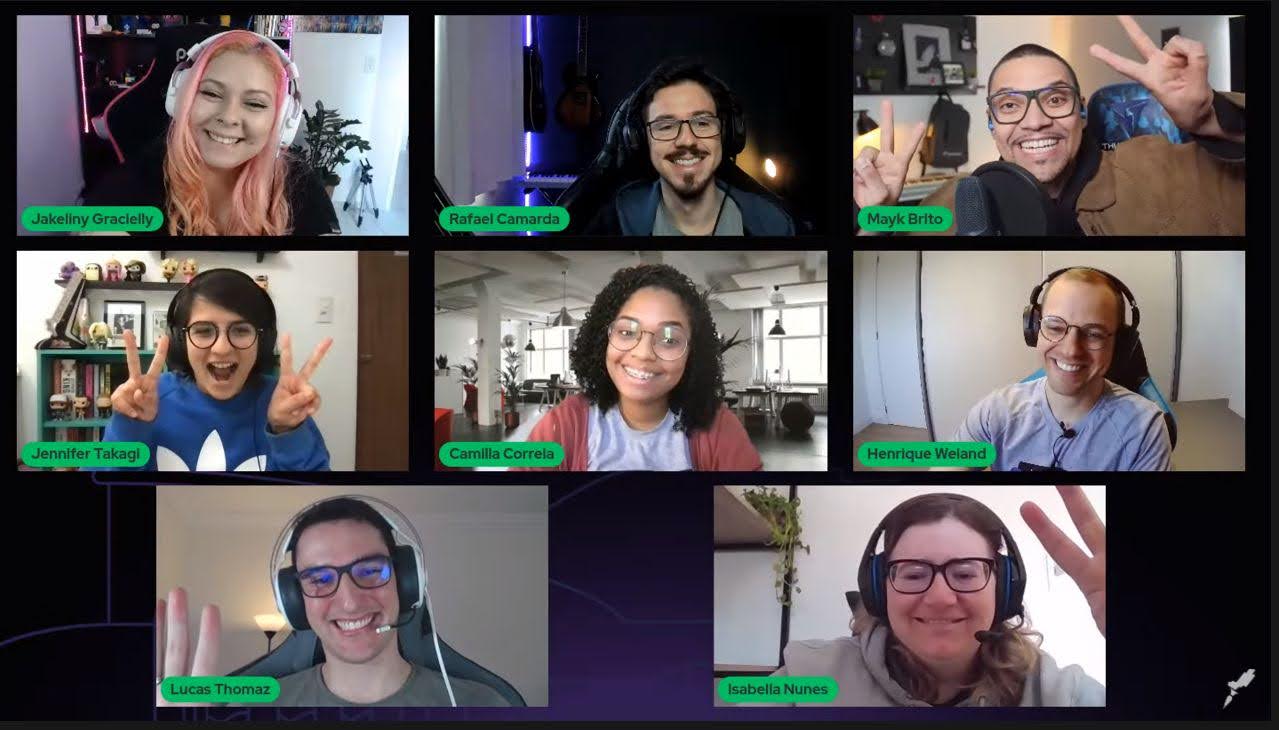 Jakeliny Gracielly
Rafael Camarda
Mayk Brito
Jennifer Takagi
Camilla Correia
Henrique Weiand
Lucas Thomaz
Isabella Nunes